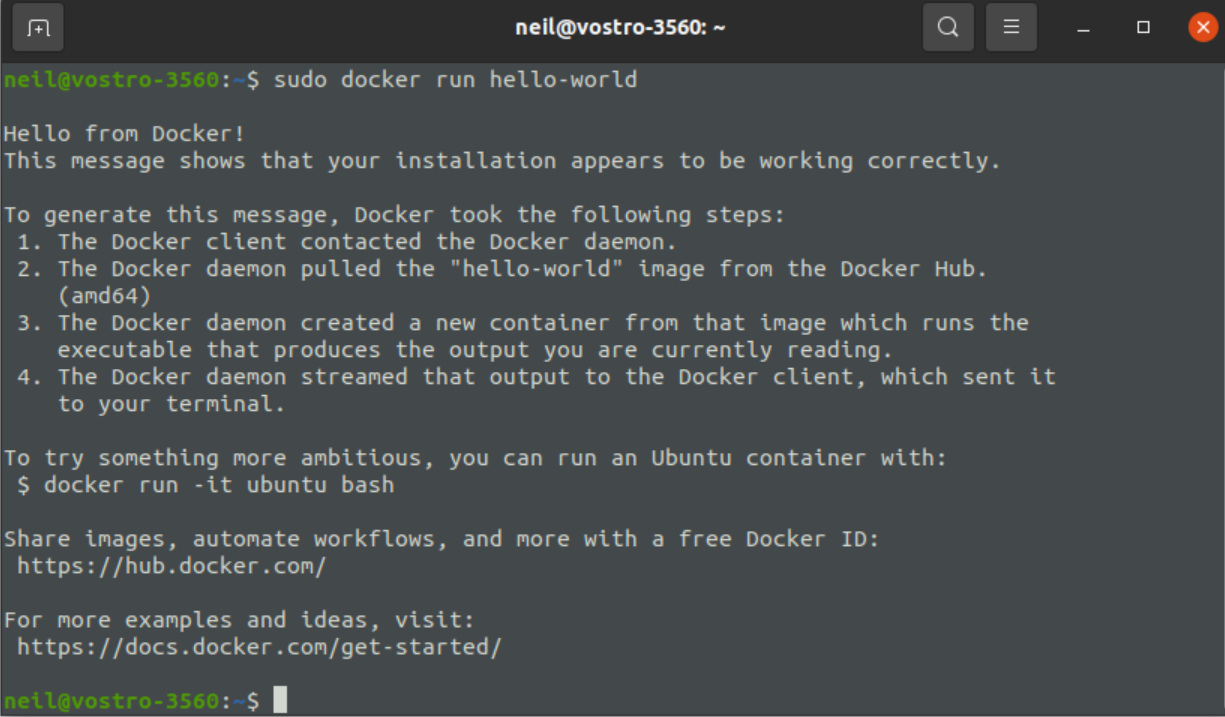 neil@vostro-3560: ~
neil@vostro-3560:~$ sudo docker run hello-world
Hello from Docker!
This message shows that your installation appears to be working correctly.
To generate this message, Docker took the following steps:
 1. The Docker client contacted the Docker daemon.
 2. The Docker daemon pulled the "hello-world" image from the Docker Hub.
    (amd64)
 3. The Docker daemon created a new container from that image which runs the
    executable that produces the output you are currently reading.
 4. The Docker daemon streamed that output to the Docker client, which sent it
    to your terminal.
To try something more ambitious, you can run an Ubuntu container with:
 $ docker run -it ubuntu bash
Share images, automate workflows, and more with a free Docker ID:
 https://hub.docker.com/
For more examples and ideas, visit:
 https://docs.docker.com/get-started/
neil@vostro-3560:~$